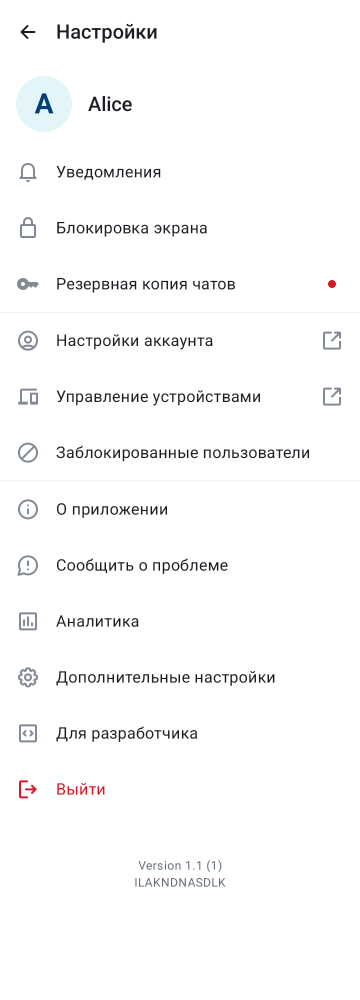 Настройки
A
Alice
Уведомления
Блокировка экрана
Резервная копия чатов
Настройки аккаунта
Управление устройствами
Заблокированные пользователи
О приложении
Сообщить о проблеме
Аналитика
Дополнительные настройки
Для разработчика
Выйти
Version 1.1 (1)
ILAKNDNASDLK